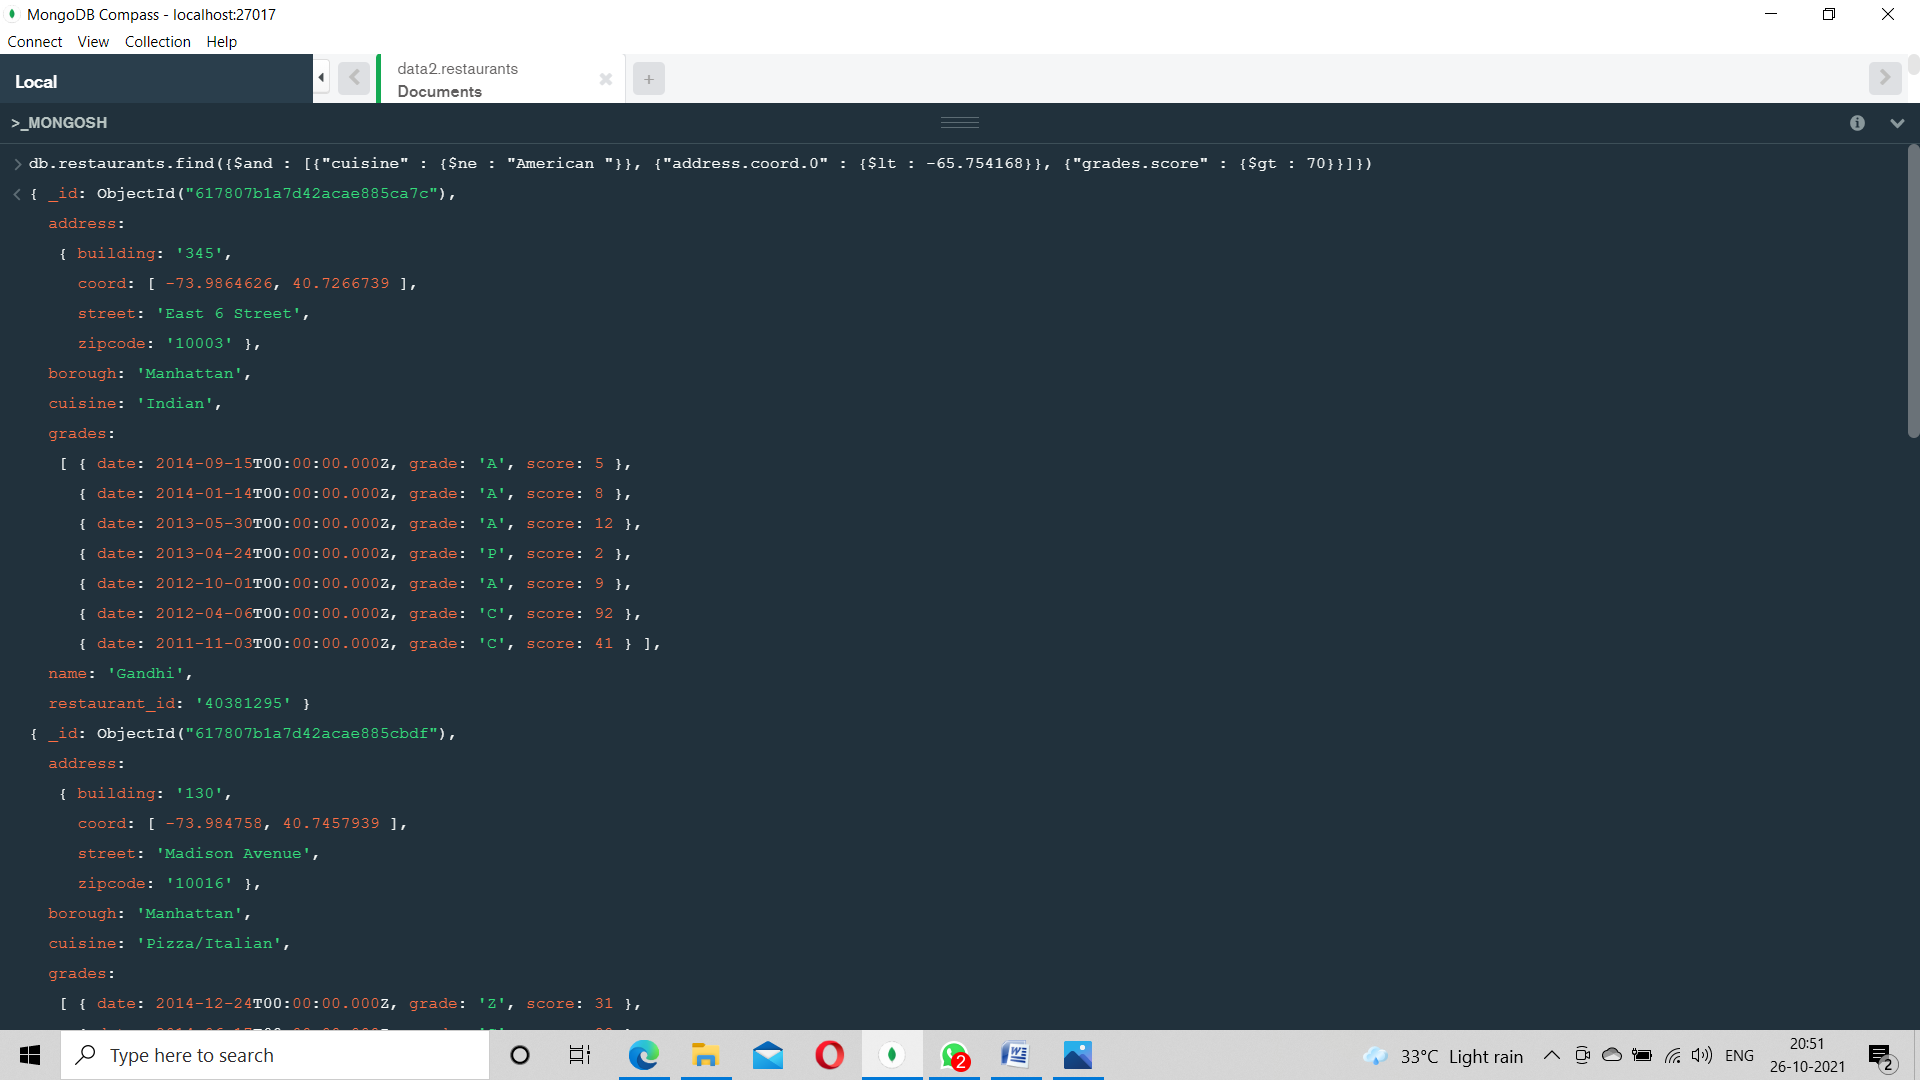 MongoDB Compass - localhost:27017
Connect View Collection Help
Local
data2.restaurants
Documents
>_MONGOSH
db.restaurants.find({$and : [{"cuisine" : {$ne : "American "}}, {"address.coord.0" : {$lt : -65.754168}}, {"grades.score" : {$gt : 70}}]})
{ _id: ObjectId("617807b1a7d42acae885ca7c"),
address:
{ building: '345',
coord: [ -73.9864626, 40.7266739 ],
street: 'East 6 Street',
zipcode: '10003' },
borough: 'Manhattan',
cuisine: 'Indian',
grades:
[ { date: 2014-09-15T00:00:00.000Z, grade: 'A', score: 5 },
{ date: 2014-01-14T00:00:00.000Z, grade: 'A', score: 8 },
{ date: 2013-05-30T00:00:00.000Z, grade: 'A', score: 12 },
{ date: 2013-04-24T00:00:00.000Z, grade: 'P', score: 2 },
{ date: 2012-10-01T00:00:00.000Z, grade: 'A', score: 9 },
{ date: 2012-04-06T00:00:00.000Z, grade: 'C', score: 92 },
{ date: 2011-11-03T00:00:00.000Z, grade: 'C', score: 41 } ],
name: 'Gandhi',
restaurant_id: '40381295' }
{ _id: ObjectId("617807b1a7d42acae885cbdf"),
address:
{ building: '130',
coord: [ -73.984758, 40.7457939 ],
street: 'Madison Avenue',
zipcode: '10016' },
borough: 'Manhattan',
cuisine: 'Pizza/Italian',
grades:
[ { date: 2014-12-24T00:00:00.000Z, grade: 'Z', score: 31 },
Type here to search
2
33°C Light rain
ENG
20:51
26-10-2021
2